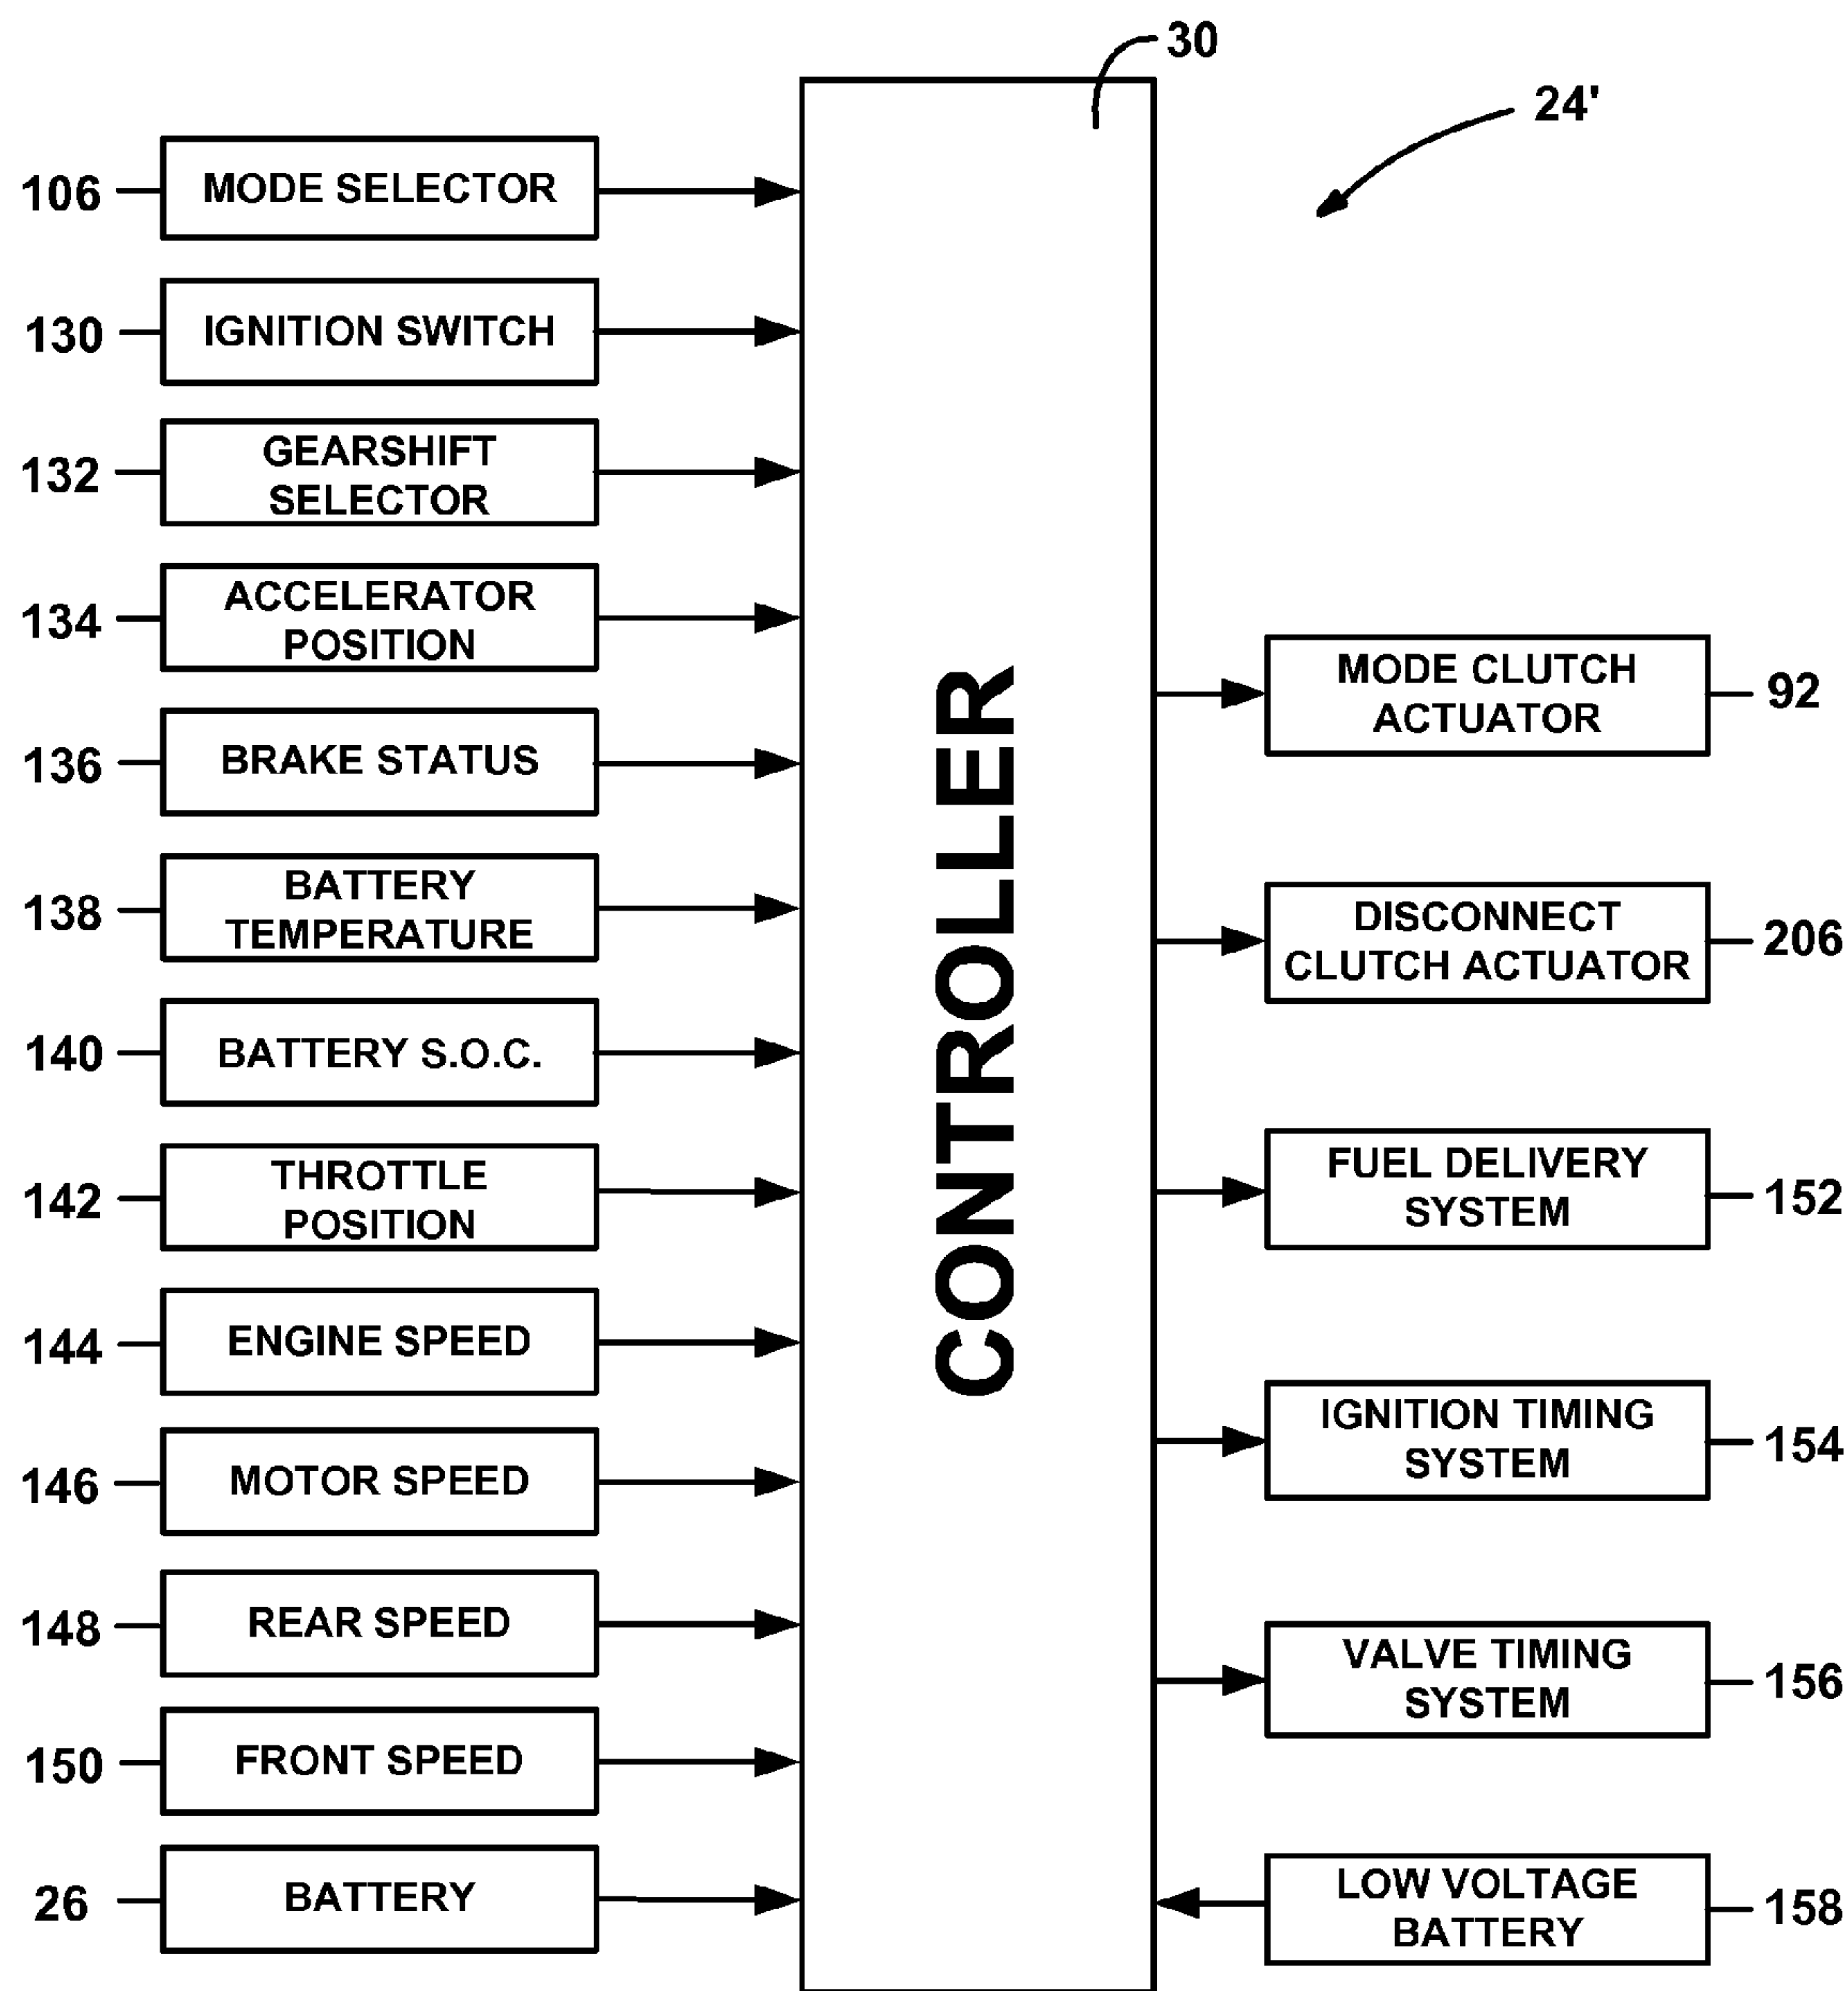 30
24'
106
MODE SELECTOR
130
IGNITION SWITCH
132
GEARSHIFT
SELECTOR
134
ACCELERATOR
POSITION
136
BRAKE STATUS
138
BATTERY
TEMPERATURE
140
BATTERY S.O.C.
142
THROTTLE
POSITION
144
ENGINE SPEED
146
MOTOR SPEED
148
REAR SPEED
150
FRONT SPEED
26
BATTERY
CONTROLLER
MODE CLUTCH
ACTUATOR
92
DISCONNECT
CLUTCH ACTUATOR
206
FUEL DELIVERY
SYSTEM
152
IGNITION TIMING
SYSTEM
154
VALVE TIMING
SYSTEM
156
LOW VOLTAGE
BATTERY
158